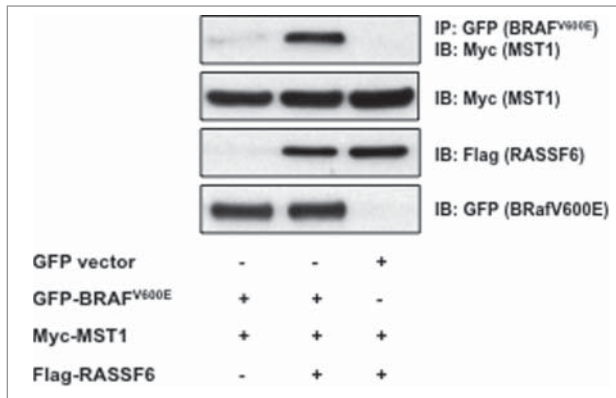 IP: GFP (BRAFV600E)
IB: Myc (MST1)
IB: Myc (MST1)
IB: Flag (RASSF6)
IB: GFP (BRafV600E)
GFP vector - - +
GFP-BRAFV600E + + -
Myc-MST1 + + +
Flag-RASSF6 - + +